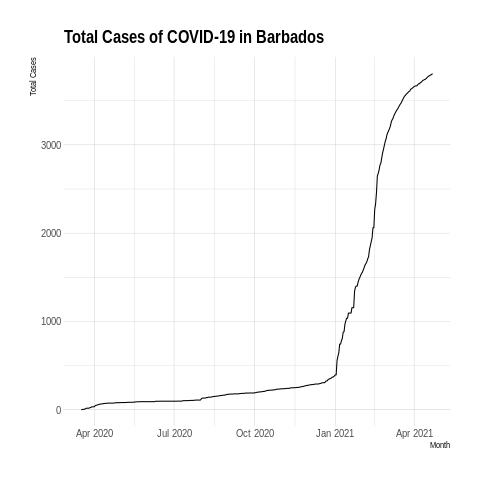 Total Cases of COVID-19 in Barbados
Total Cases
3000
2000
1000
0
Apr 2020 Jul 2020 Oct 2020 Jan 2021 Apr 2021
Month